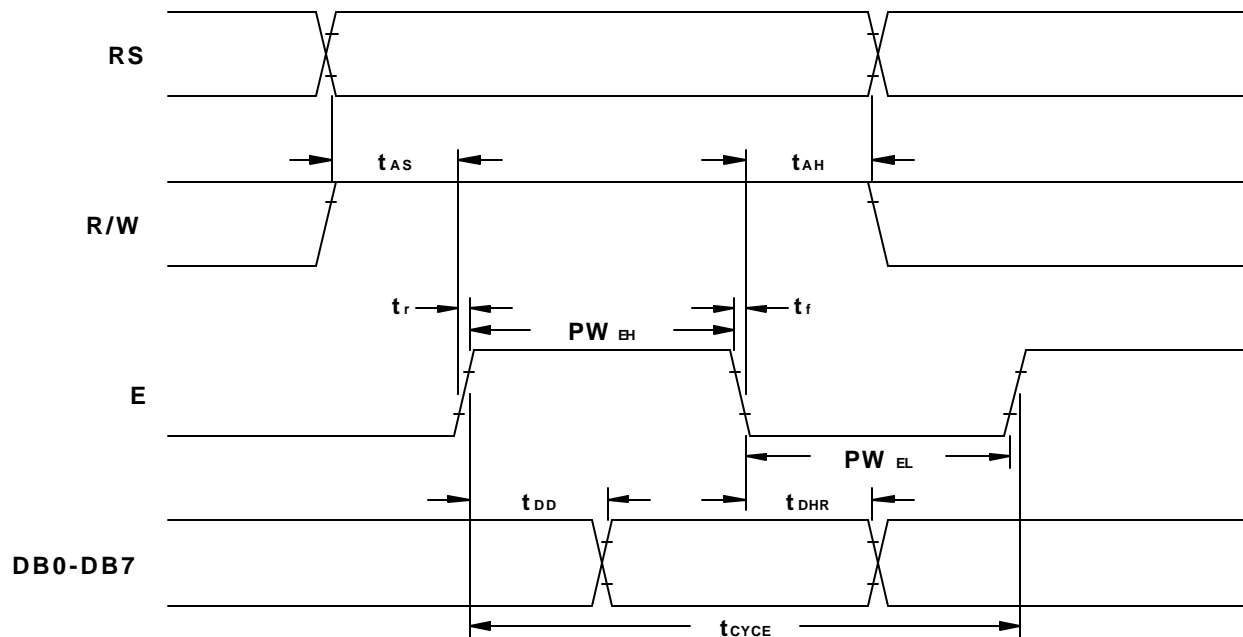 RS
tAS
tAH
R/W
tr
tf
PW EH
E
PW EL
tDD
tDHR
DB0-DB7
tCYCE